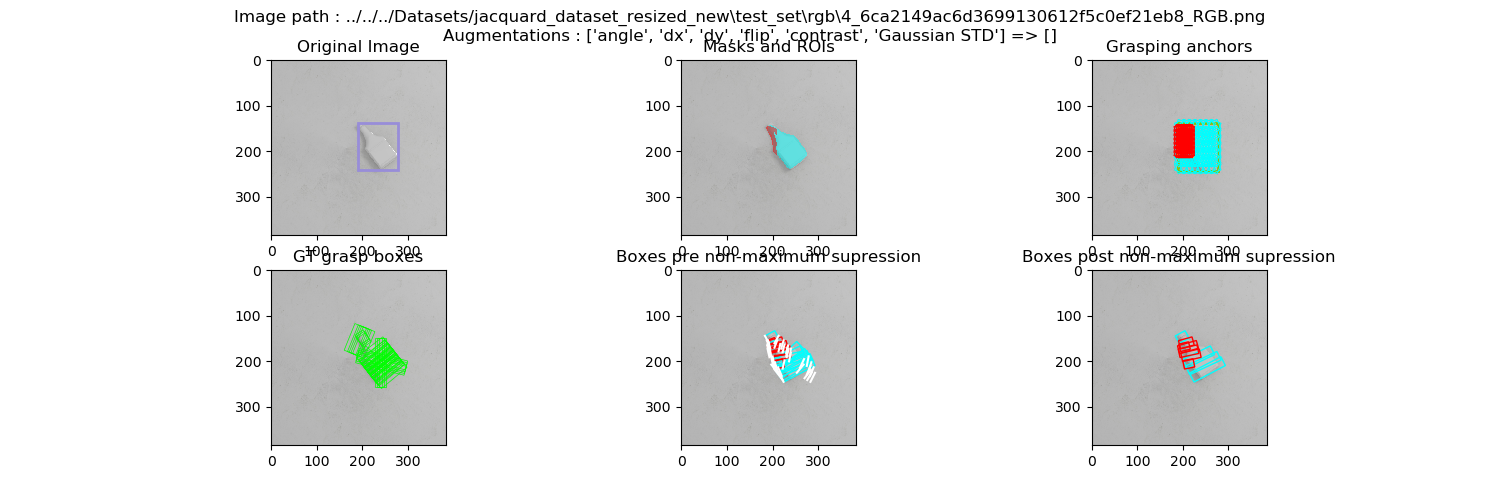 Image path : ../../../Datasets/jacquard_dataset_resized_new\test_set\rgb\4_6ca2149ac6d3699130612f5c0ef21eb8_RGB.png
Augmentations : ['angle', 'dx', 'dy', 'flip', 'contrast', 'Gaussian STD'] => []
Original Image
0
100
200
300
0 100 200 300
Masks and ROIs
0
100
200
300
0 100 200 300
Grasping anchors
0
100
200
300
0 100 200 300
GT grasp boxes
0
100
200
300
0 100 200 300
Boxes pre non-maximum supression
0
100
200
300
0 100 200 300
Boxes post non-maximum supression
0
100
200
300
0 100 200 300